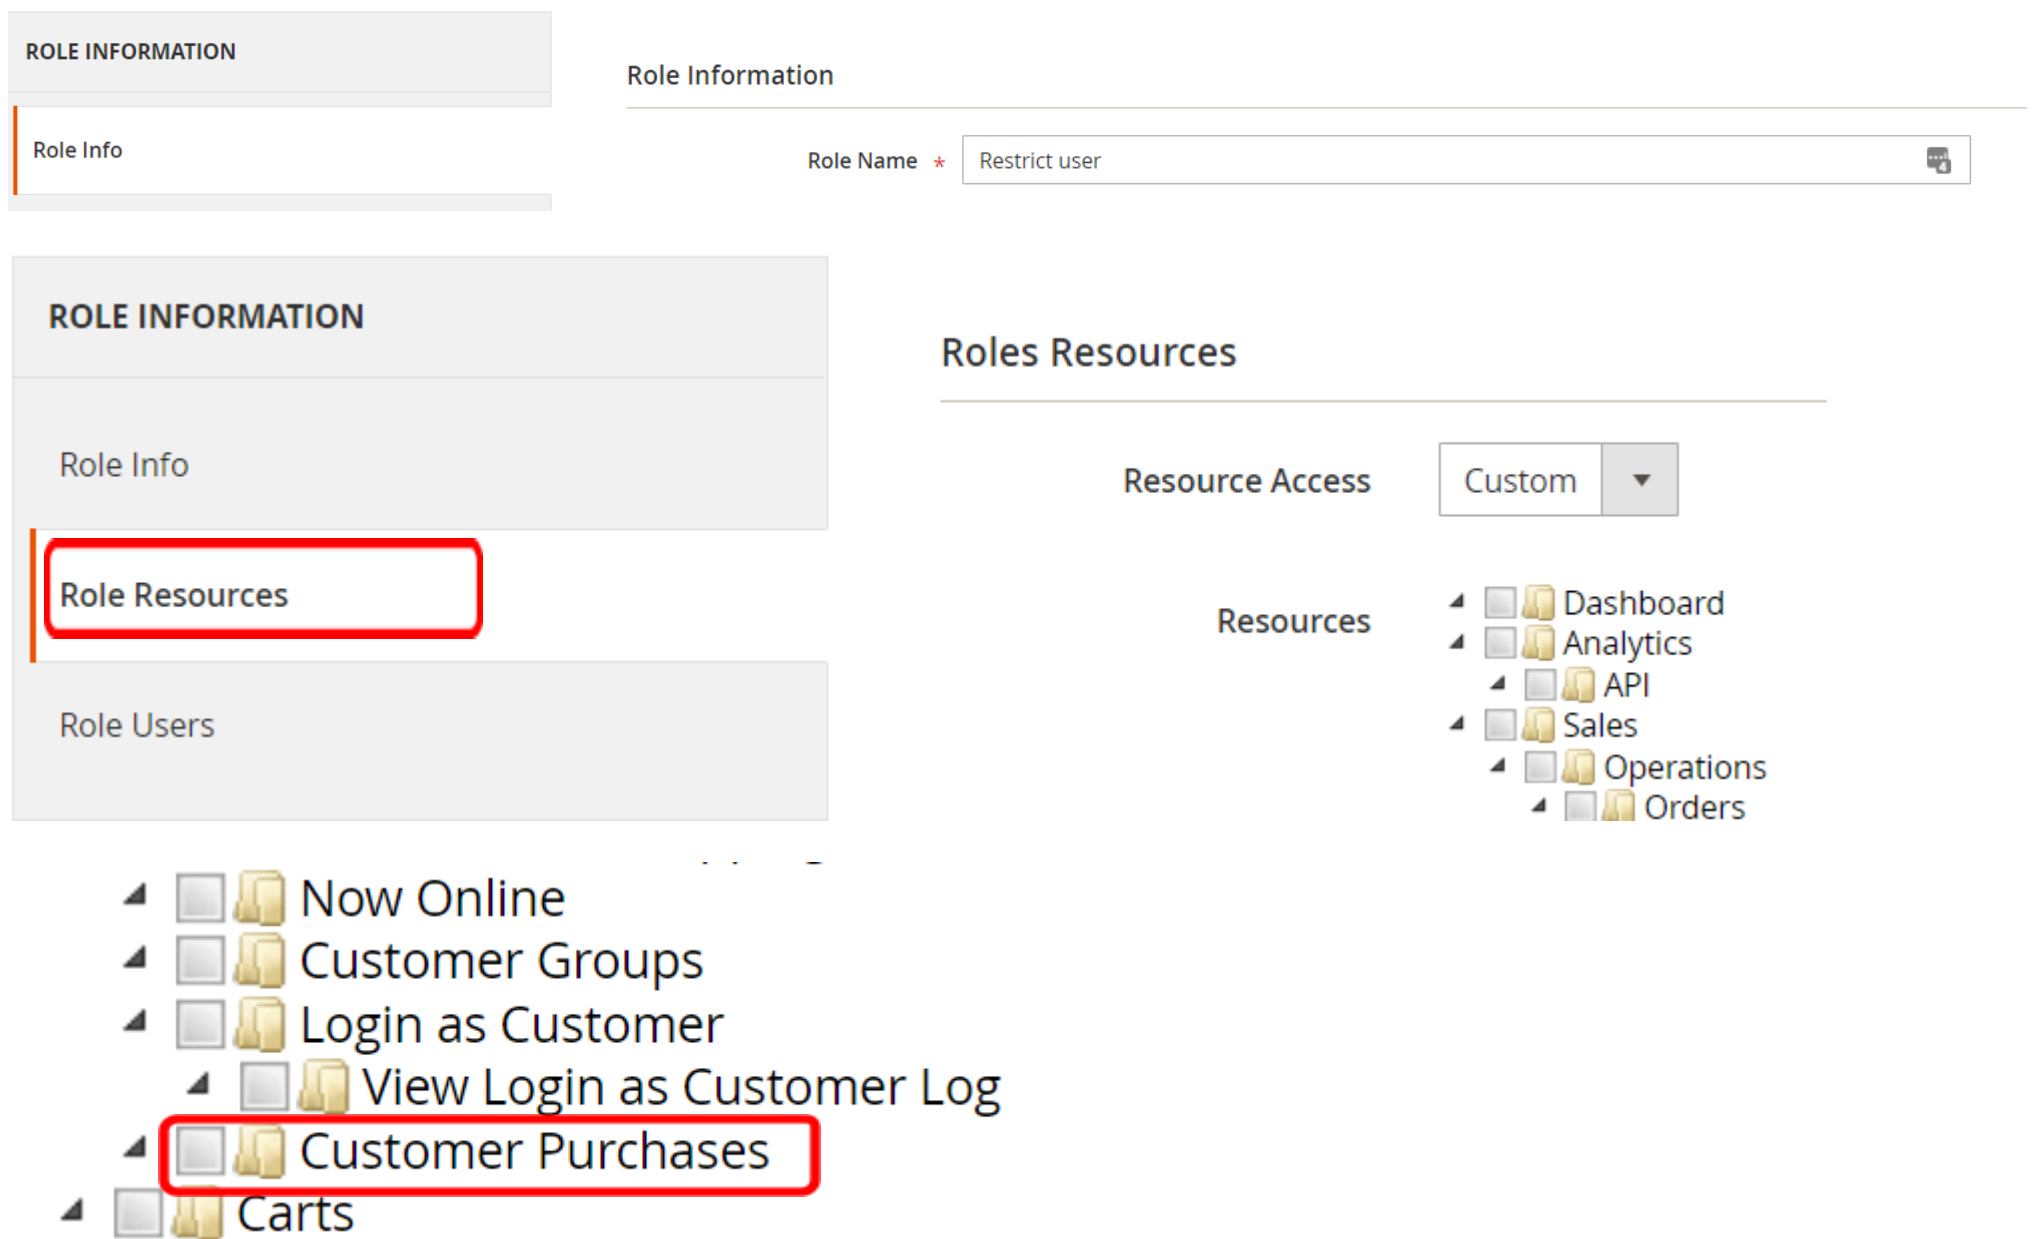 ROLE INFORMATION
Role Information
Role Info
Role Name * Restrict user
4
ROLE INFORMATION
Roles Resources
Role Info
Resource Access Custom
Role Resources
Resources
Dashboard
Analytics
API
Sales
Operations
Orders
Role Users
Now Online
Customer Groups
Login as Customer
View Login as Customer Log
Customer Purchases
Carts